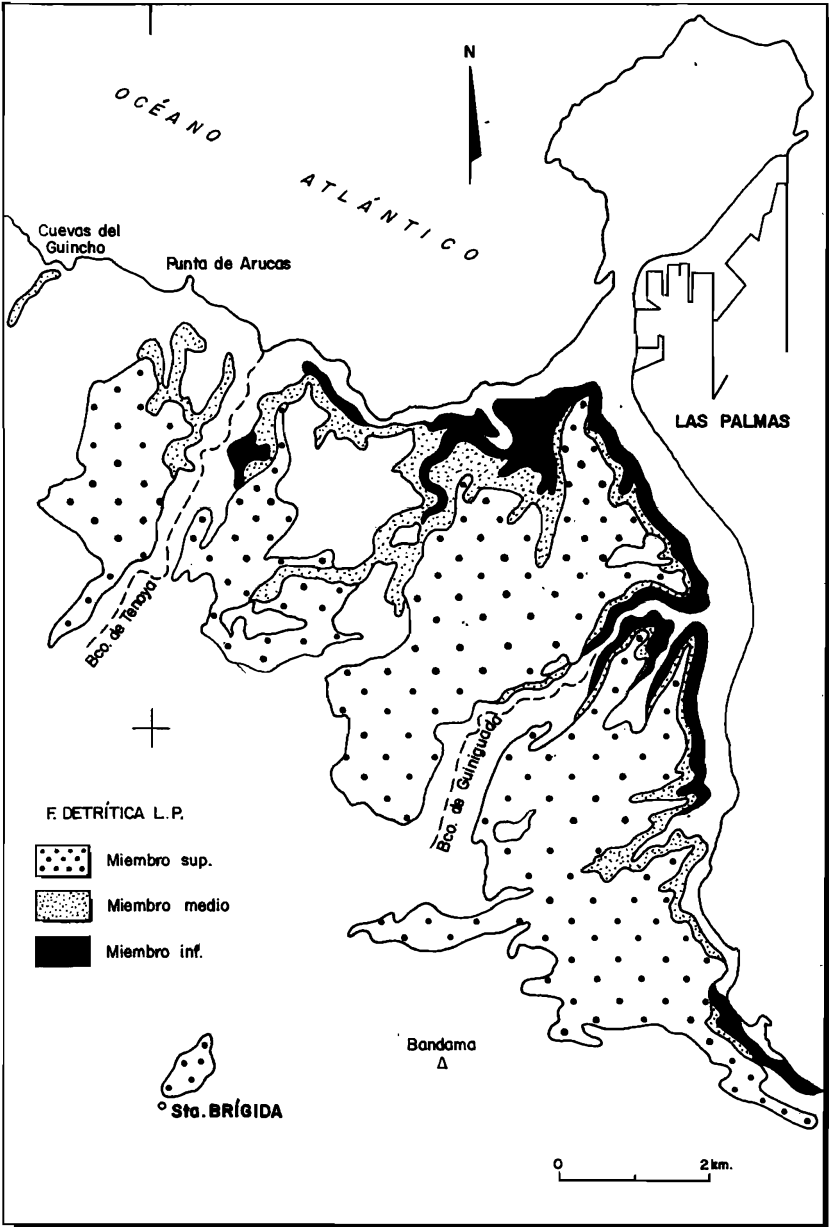 N
OCÉANO
ATLÁNTICO
Cuevas del
Guincho
Punta de Arucas
LAS PALMAS
Bco. de Tenoya
Bco. de Guiniguada
F. DETRÍTICA L.P.
Miembro sup.
Miembro medio
Miembro inf.
Bandama
Sta. BRÍGIDA
0 2 km.